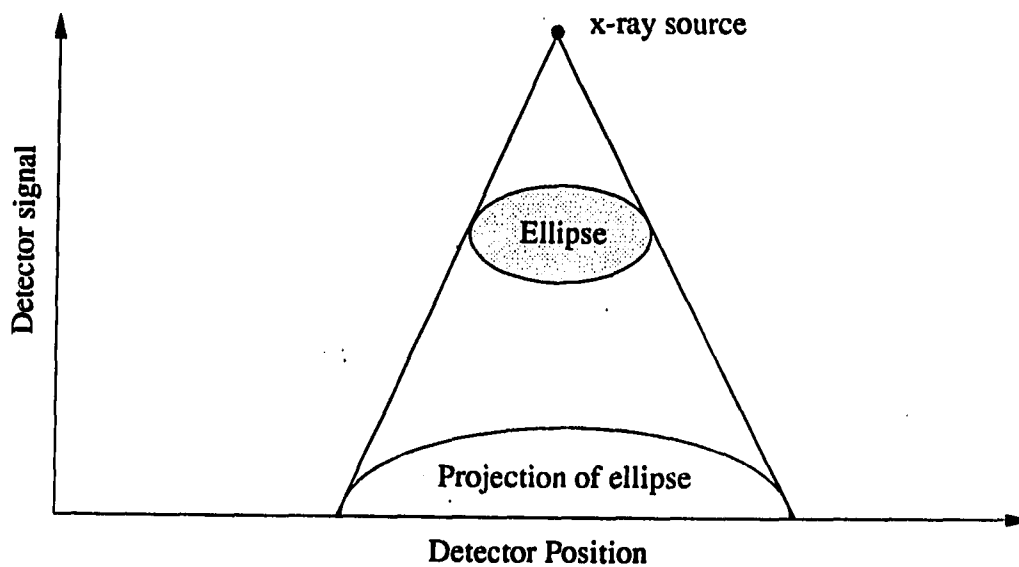 x-ray source
Detector signal
Ellipse
Projection of ellipse
Detector Position